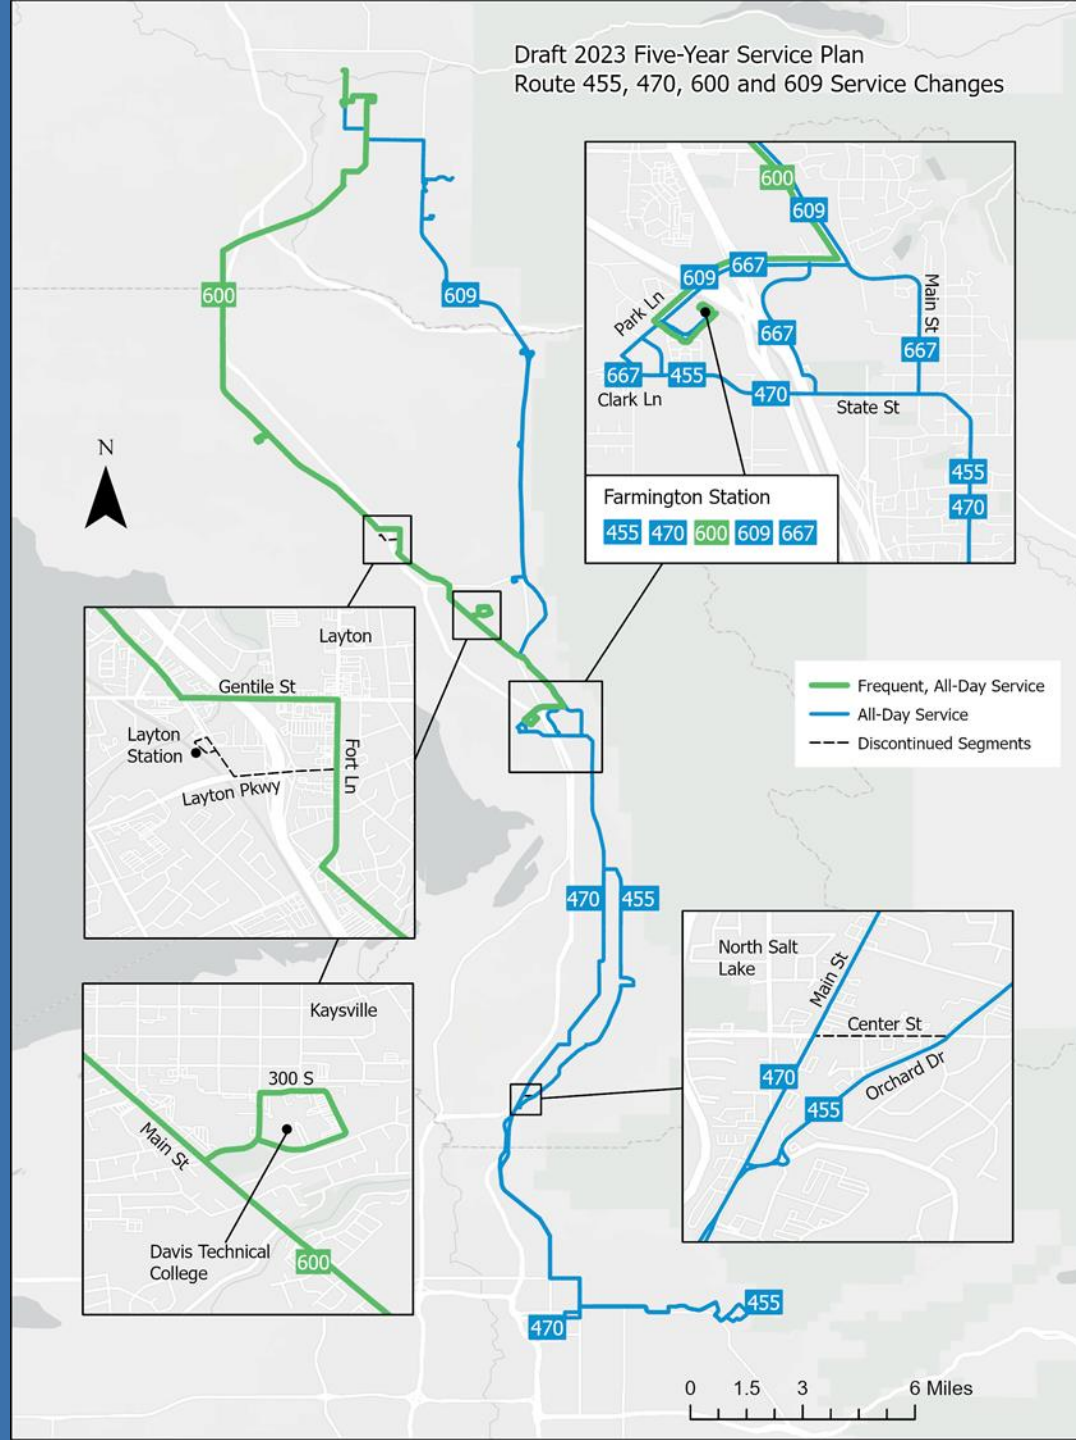 Draft 2023 Five-Year Service Plan
Route 455, 470, 600 and 609 Service Changes
600
609
N
600
609
667
609
Park Ln
Main St
667
667
667
455
470
Clark Ln
State St
455
470
Farmington Station
455 470 600 609 667
Layton
Gentile St
Layton
Station
Fort Ln
Layton Pkwy
Frequent, All-Day Service
All-Day Service
Discontinued Segments
470
455
North Salt
Lake
Main St
Center St
470
Orchard Dr
455
Kaysville
300 S
Main St
Davis Technical
College
600
455
470
0 1.5 3 6 Miles